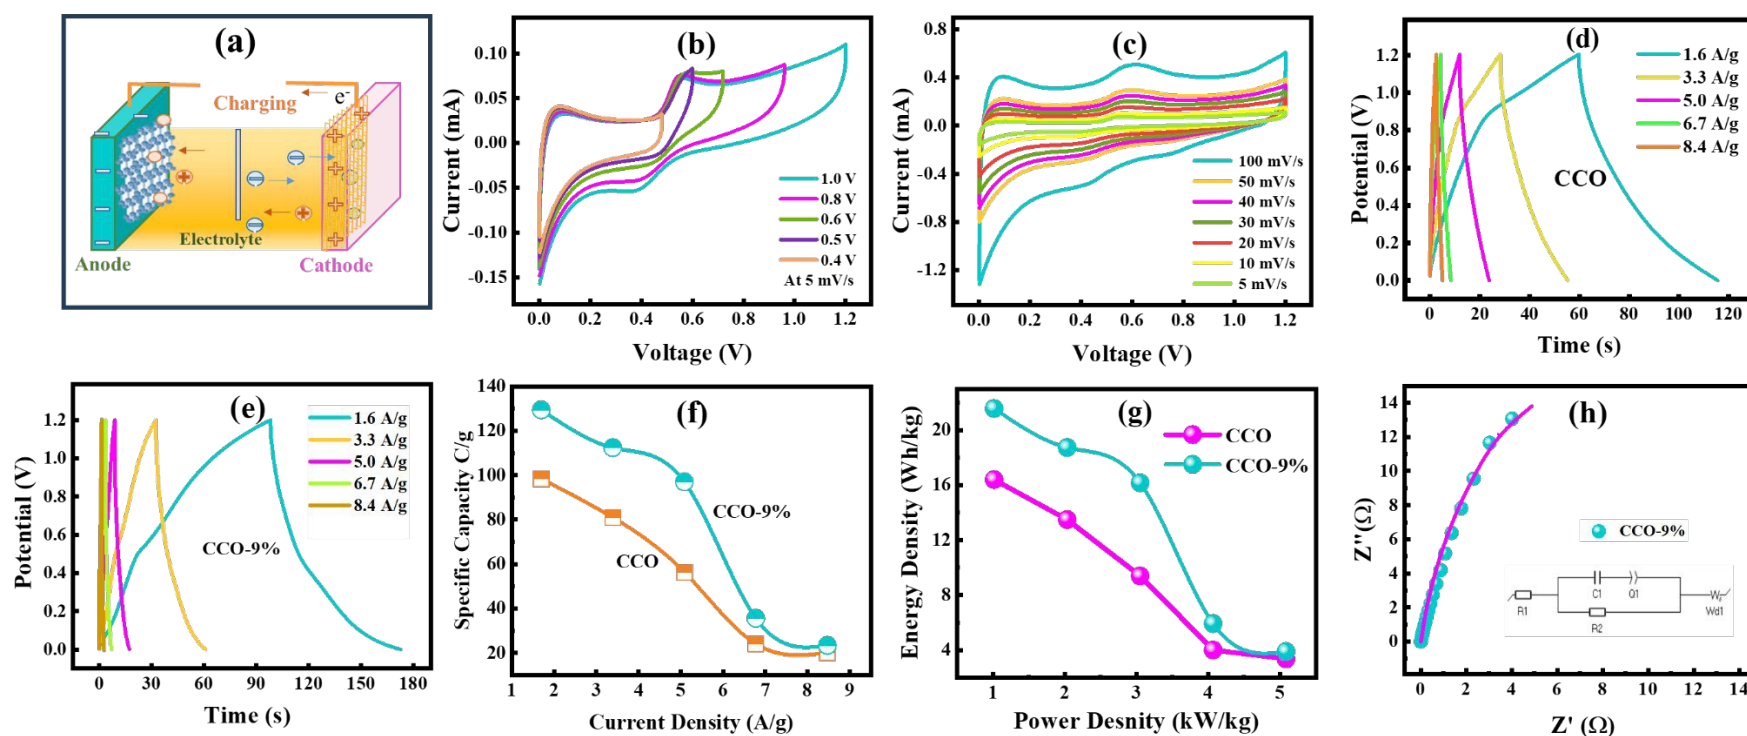 (a)
Charging
e-
Electrolyte
Anode
Cathode
(b)
Current (mA)
0.10
0.05
0.00
-0.05
-0.10
-0.15
1.0 V
0.8 V
0.6 V
0.5 V
0.4 V
At 5 mV/s
0.0 0.2 0.4 0.6 0.8 1.0 1.2
Voltage (V)
(c)
Current (mA)
0.8
0.4
0.0
-0.4
-0.8
-1.2
100 mV/s
50 mV/s
40 mV/s
30 mV/s
20 mV/s
10 mV/s
5 mV/s
0.0 0.2 0.4 0.6 0.8 1.0 1.2
Voltage (V)
(d)
Potential (V)
1.2
1.0
0.8
0.6
0.4
0.2
0.0
1.6 A/g
3.3 A/g
5.0 A/g
6.7 A/g
8.4 A/g
CCO
0 20 40 60 80 100 120
Time (s)
(e)
Potential (V)
1.2
1.0
0.8
0.6
0.4
0.2
0.0
1.6 A/g
3.3 A/g
5.0 A/g
6.7 A/g
8.4 A/g
CCO-9%
0 30 60 90 120 150 180
Time (s)
(f)
Specific Capacity C/g
140
120
100
80
60
40
20
CCO-9%
CCO
1 2 3 4 5 6 7 8 9
Current Density (A/g)
(g)
Energy Density (Wh/kg)
20
16
12
8
4
CCO
CCO-9%
1 2 3 4 5
Power Desnity (kW/kg)
(h)
Z''(Ω)
14
12
10
8
6
4
2
0
CCO-9%
R1
C1
Q1
R2
W
Wd1
0 2 4 6 8 10 12 14
Z' (Ω)